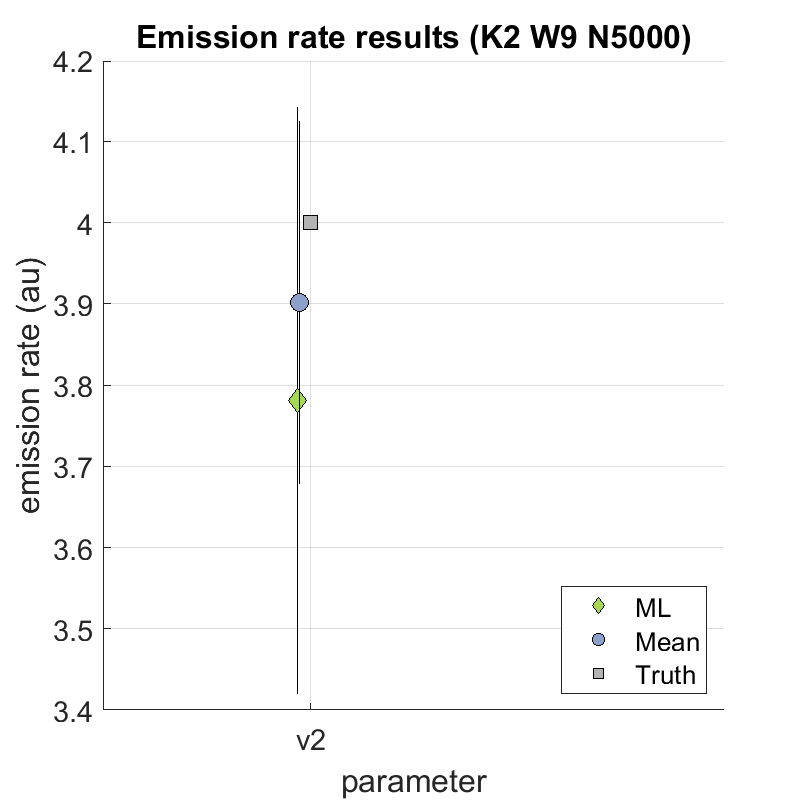 Emission rate results (K2 W9 N5000)
4.2
4.1
4
3.9
3.8
3.7
3.6
3.5
3.4
emission rate (au)
ML
Mean
Truth
v2
parameter